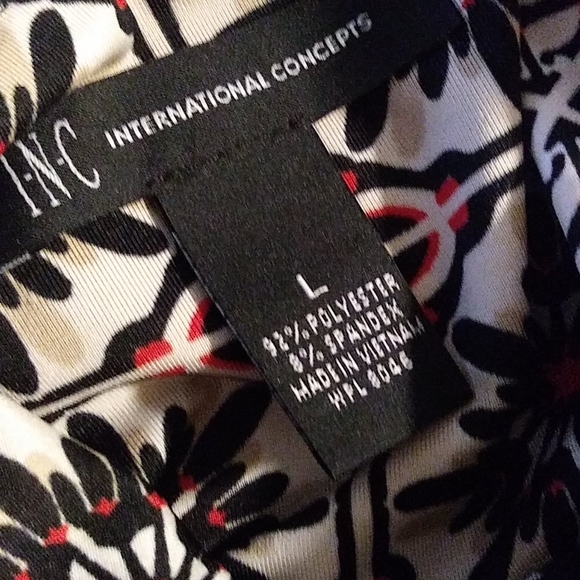 I·N·C INTERNATIONAL CONCEPTS
L
92% POLYESTER
8% SPANDEX
MADE IN VIETNAM
WPL 8046